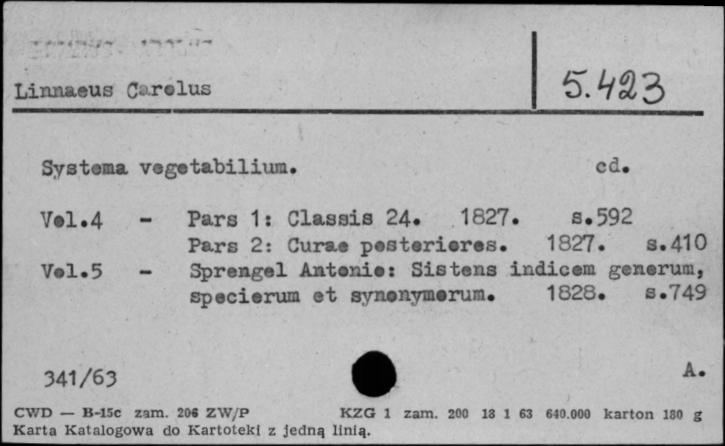 Linnaeus Carolus
5.423
Systema vegetabilium. cd.
Vol.4 - Pars 1: Classis 24. 1827. s.592
Pars 2: Curae posteriores. 1827. s.410
Vol.5 - Sprengel Antonio: Sistens indicem generum,
specierum et synonymorum. 1828. s.749
341/63 A.
CWD — B-15c zam. 206 ZW/P KZG 1 zam. 200 18 1 63 640.000 karton 180 g
Karta Katalogowa do Kartoteki z jedną linią.